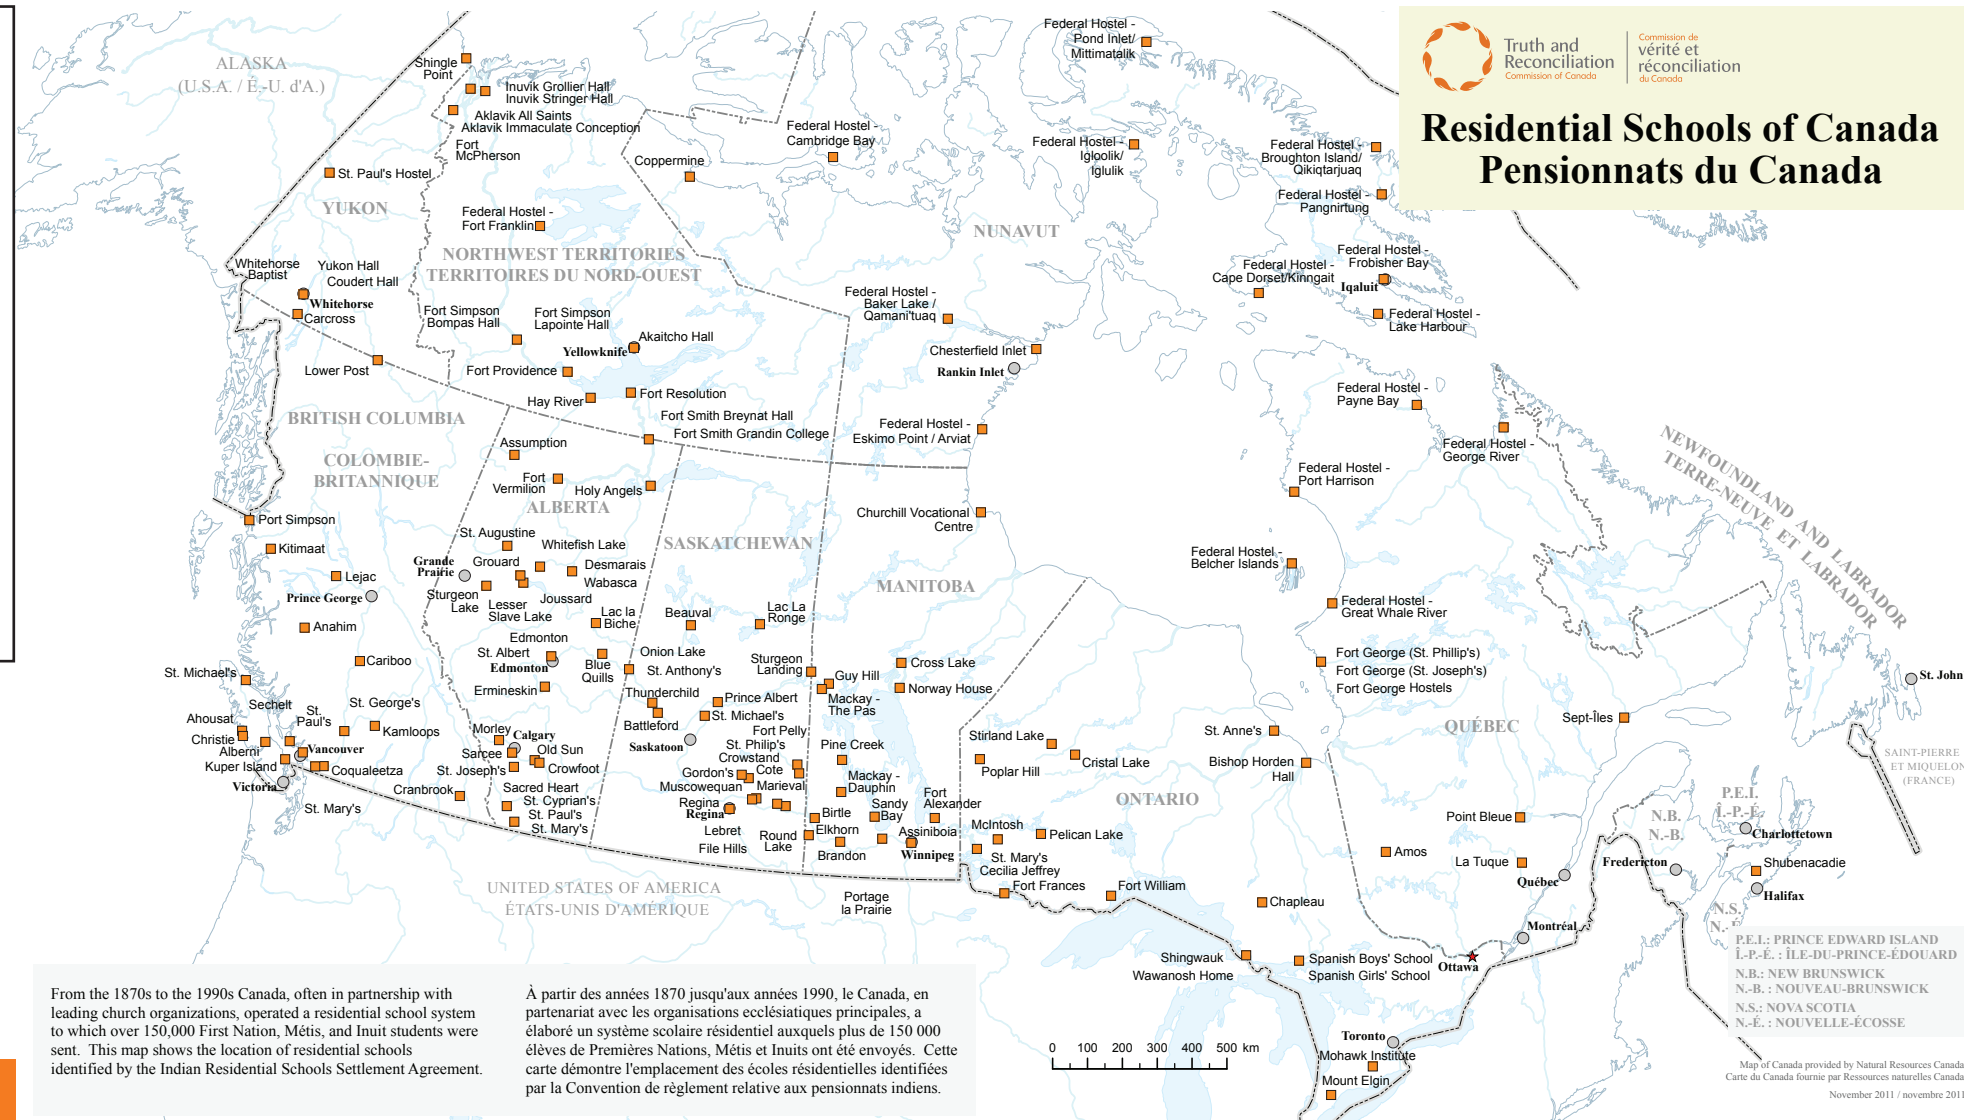 Truth and
Reconciliation
Commission of Canada
Commission de
vérité et
réconciliation
du Canada
Residential Schools of Canada
Pensionnats du Canada
ALASKA
(U.S.A. / É.-U. d'A.)
Shingle
Point
Inuvik Grollier Hall
Inuvik Stringer Hall
Aklavik All Saints
Aklavik Immaculate Conception
Fort
McPherson
St. Paul's Hostel
YUKON
Federal Hostel -
Fort Franklin
NORTHWEST TERRITORIES
TERRITOIRES DU NORD-OUEST
Coppermine
Federal Hostel -
Cambridge Bay
Federal Hostel -
Pond Inlet/
Mittimatalik
Federal Hostel -
Igloolik/
Iglulik
Federal Hostel -
Broughton Island/
Qikiqtarjuaq
Federal Hostel -
Pangnirtung
NUNAVUT
Federal Hostel -
Frobisher Bay
Federal Hostel -
Cape Dorset/Kinngait
Iqaluit
Federal Hostel -
Lake Harbour
Whitehorse
Baptist
Yukon Hall
Coudert Hall
Whitehorse
Carcross
Lower Post
Fort Simpson
Bompas Hall
Fort Simpson
Lapointe Hall
Akaitcho Hall
Yellowknife
Fort Providence
Hay River
Fort Resolution
Fort Smith Breynat Hall
Fort Smith Grandin College
Federal Hostel -
Baker Lake /
Qamani'tuaq
Chesterfield Inlet
Rankin Inlet
Federal Hostel -
Eskimo Point / Arviat
Federal Hostel -
Payne Bay
Federal Hostel -
George River
Federal Hostel -
Port Harrison
NEWFOUNDLAND AND LABRADOR
TERRE-NEUVE ET LABRADOR
BRITISH COLUMBIA
COLOMBIE-
BRITANNIQUE
Assumption
Fort
Vermilion
Holy Angels
ALBERTA
SASKATCHEWAN
MANITOBA
Churchill Vocational
Centre
Federal Hostel -
Belcher Islands
Federal Hostel -
Great Whale River
Port Simpson
Kitimaat
Lejac
Prince George
Anahim
Cariboo
St. Michael's
Sechelt
St.
Paul's
St. George's
Kamloops
Ahousat
Christie
Alberni
Kuper Island
Vancouver
Victoria
Coqualeetza
St. Mary's
St. Augustine
Whitefish Lake
Grande
Prairie
Grouard
Desmarais
Wabasca
Sturgeon
Lake
Lesser
Slave Lake
Joussard
Lac la
Biche
Edmonton
St. Albert
Edmonton
Blue
Quills
Ermineskin
Onion Lake
St. Anthony's
Beauval
Lac La
Ronge
Sturgeon
Landing
Thunderchild
Battleford
Prince Albert
St. Michael's
Saskatoon
Fort Pelly
St. Philip's
Crowstand
Gordon's
Cote
Muscowequan
Marieval
Regina
Regina
Lebret
File Hills
Round
Lake
Morley
Calgary
Sarcee
Old Sun
St. Joseph's
Crowfoot
Cranbrook
Sacred Heart
St. Cyprian's
St. Paul's
St. Mary's
Guy Hill
Mackay -
The Pas
Cross Lake
Norway House
Pine Creek
Mackay -
Dauphin
Birtle
Sandy
Bay
Fort
Alexander
Elkhorn
Brandon
Assiniboia
Winnipeg
Portage
la Prairie
Stirland Lake
Cristal Lake
Poplar Hill
ONTARIO
McIntosh
Pelican Lake
St. Mary's
Cecilia Jeffrey
Fort Frances
Fort William
St. Anne's
Bishop Horden
Hall
Chapleau
Shingwauk
Wawanosh Home
Spanish Boys' School
Spanish Girls' School
Ottawa
Toronto
Mohawk Institute
Mount Elgin
Fort George (St. Phillip's)
Fort George (St. Joseph's)
Fort George Hostels
QUÉBEC
Sept-Îles
Point Bleue
Amos
La Tuque
Québec
Montréal
St. John
SAINT-PIERRE
ET MIQUELON
(FRANCE)
P.E.I.
Î.-P.-É.
N.B.
N.-B.
Charlottetown
Fredericton
Shubenacadie
Halifax
N.S.
N.-É.
UNITED STATES OF AMERICA
ÉTATS-UNIS D'AMÉRIQUE
P.E.I.: PRINCE EDWARD ISLAND
Î.-P.-É. : ÎLE-DU-PRINCE-ÉDOUARD
N.B.: NEW BRUNSWICK
N.-B. : NOUVEAU-BRUNSWICK
N.S.: NOVA SCOTIA
N.-É. : NOUVELLE-ÉCOSSE
From the 1870s to the 1990s Canada, often in partnership with
leading church organizations, operated a residential school system
to which over 150,000 First Nation, Métis, and Inuit students were
sent. This map shows the location of residential schools
identified by the Indian Residential Schools Settlement Agreement.
À partir des années 1870 jusqu'aux années 1990, le Canada, en
partenariat avec les organisations ecclésiatiques principales, a
élaboré un système scolaire résidentiel auxquels plus de 150 000
élèves de Premières Nations, Métis et Inuits ont été envoyés. Cette
carte démontre l'emplacement des écoles résidentielles identifiées
par la Convention de règlement relative aux pensionnats indiens.
0 100 200 300 400 500 km
Map of Canada provided by Natural Resources Canada
Carte du Canada fournie par Ressources naturelles Canada
November 2011 / novembre 2011